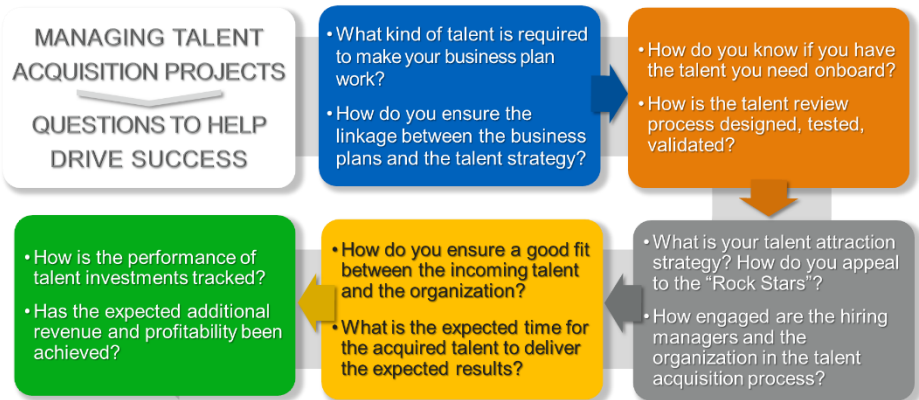 MANAGING TALENT
ACQUISITION PROJECTS
QUESTIONS TO HELP
DRIVE SUCCESS
• What kind of talent is required
to make your business plan
work?
• How do you ensure the
linkage between the business
plans and the talent strategy?
• How do you know if you have
the talent you need onboard?
• How is the talent review
process designed, tested,
validated?
• What is your talent attraction
strategy? How do you appeal
to the “Rock Stars”?
• How engaged are the hiring
managers and the
organization in the talent
acquisition process?
• How do you ensure a good fit
between the incoming talent
and the organization?
• What is the expected time for
the acquired talent to deliver
the expected results?
• How is the performance of
talent investments tracked?
• Has the expected additional
revenue and profitability been
achieved?